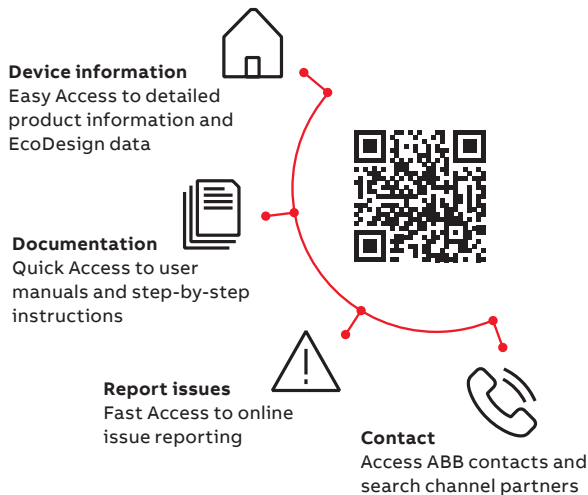 Device information
Easy Access to detailed
product information and
EcoDesign data
Documentation
Quick Access to user
manuals and step-by-step
instructions
Report issues
Fast Access to online
issue reporting
Contact
Access ABB contacts and
search channel partners